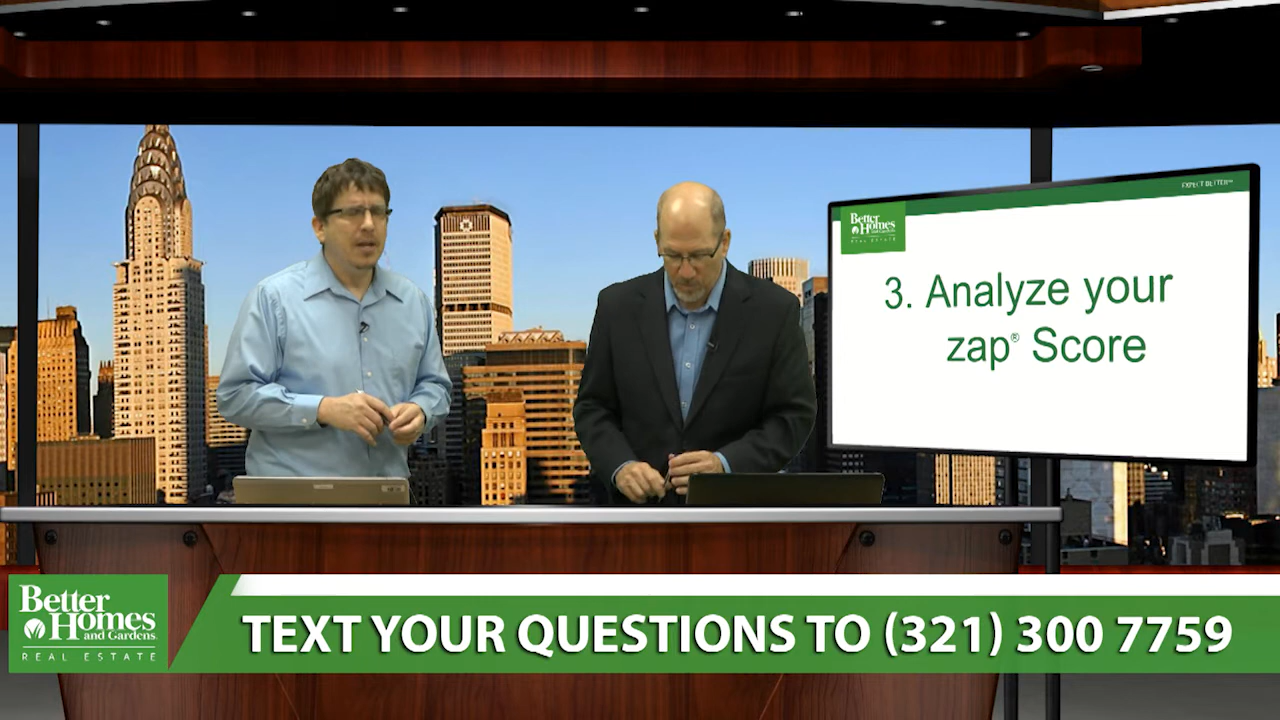 EXPECT BETTER℠
Better
Homes
and Gardens
REAL ESTATE
3. Analyze your
zap® Score
Better
Homes
and Gardens
REAL ESTATE
TEXT YOUR QUESTIONS TO (321) 300 7759